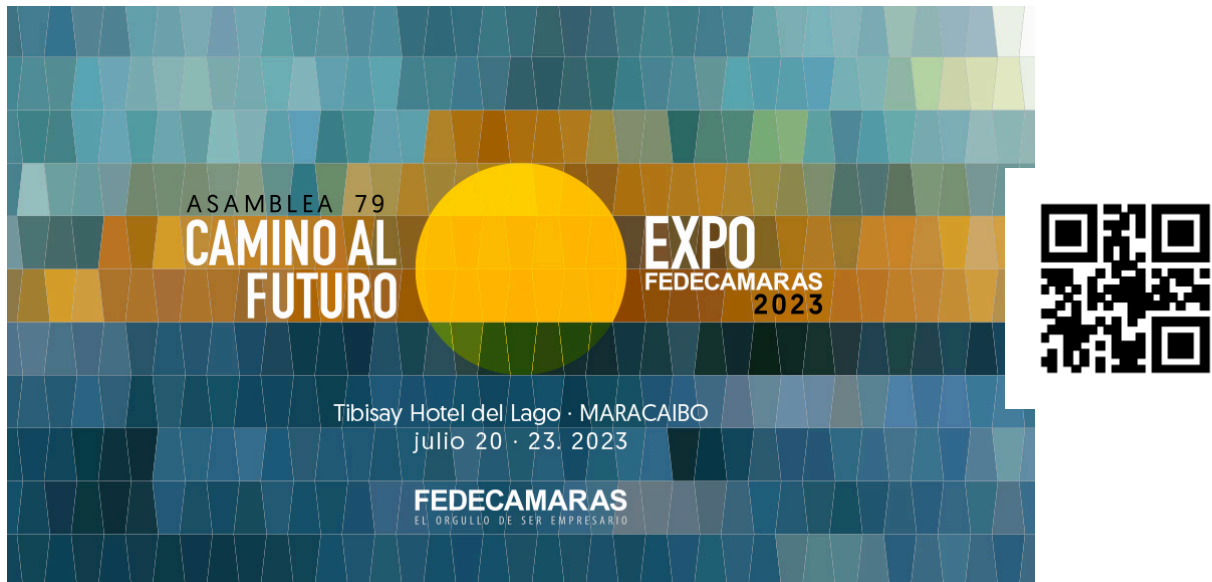 ASAMBLEA 79
CAMINO AL
FUTURO
EXPO
FEDECAMARAS
2023
Tibisay Hotel del Lago · MARACAIBO
julio 20 · 23. 2023
FEDECAMARAS
EL ORGULLO DE SER EMPRESARIO